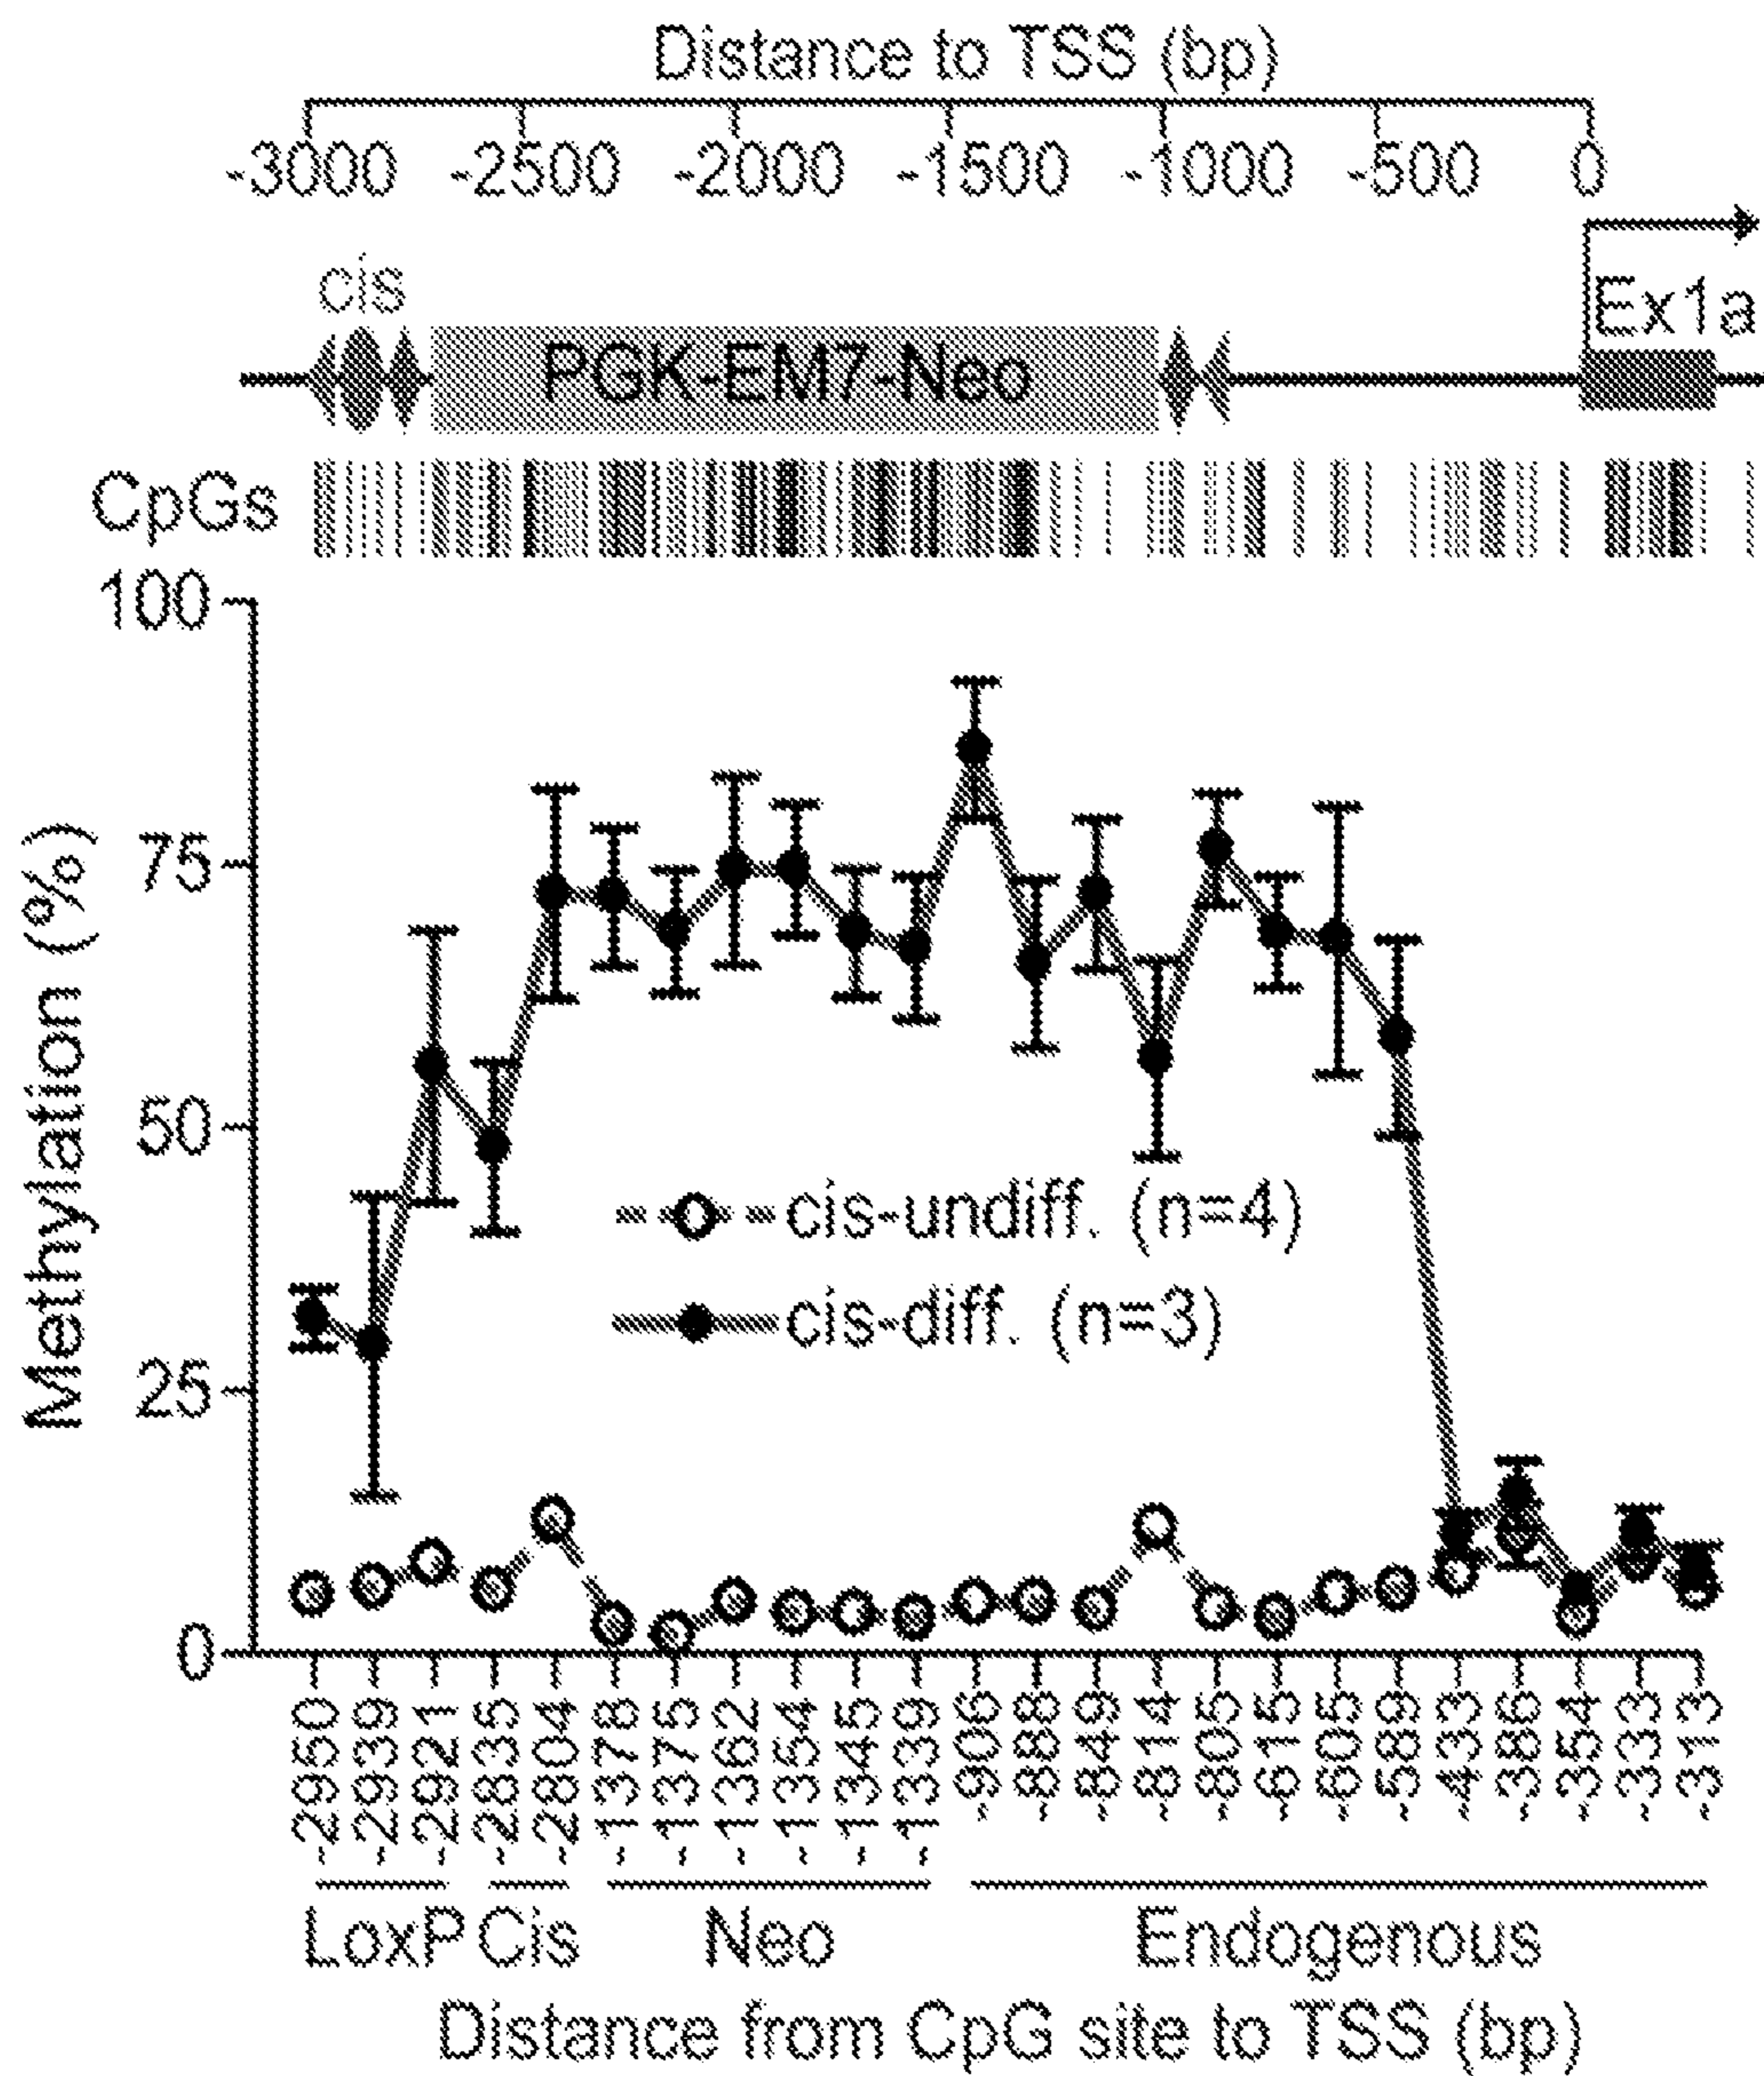 Distance to TSS (bp)
-3000 -2500 -2000 -1500 -1000 -500 0
cis
Ex1a
PGK-EM7-Neo
CpGs
100
75
50
25
0
Methylation (%)
cis-undiff. (n=4)
cis-diff. (n=3)
-2950 -2939 -2921 -2835 -2804 -1378 -1375 -1362 -1354 -1345 -1339 -906 -888 -849 -814 -805 -615 -605 -589 -433 -386 -354 -333 -313
LoxP Cis Neo Endogenous
Distance from CpG site to TSS (bp)